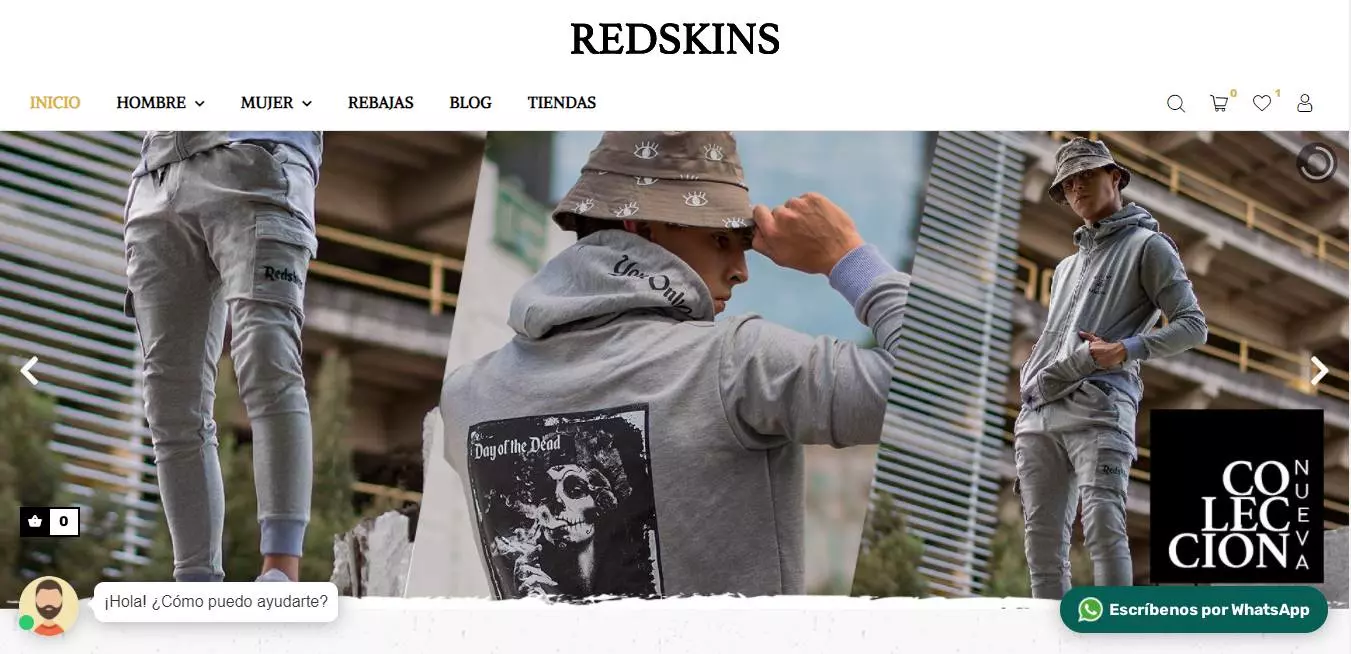 REDSKINS
INICIO
HOMBRE
MUJER
REBAJAS
BLOG
TIENDAS
0
1
Redskins
You Only
Day of the Dead
Redskins
CO
LEC
CION
NUEVA
0
¡Hola! ¿Cómo puedo ayudarte?
Escríbenos por WhatsApp